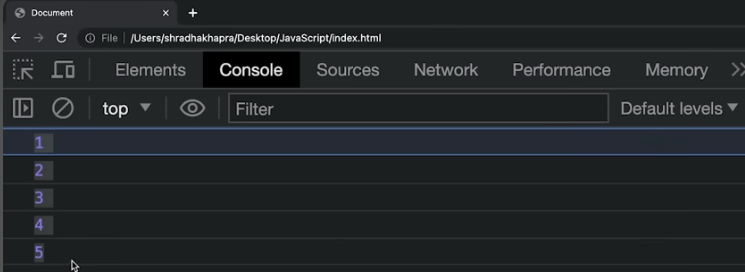 Document
File /Users/shradhakhapra/Desktop/JavaScript/index.html
Elements Console Sources Network Performance Memory
top Filter Default levels
1
2
3
4
5